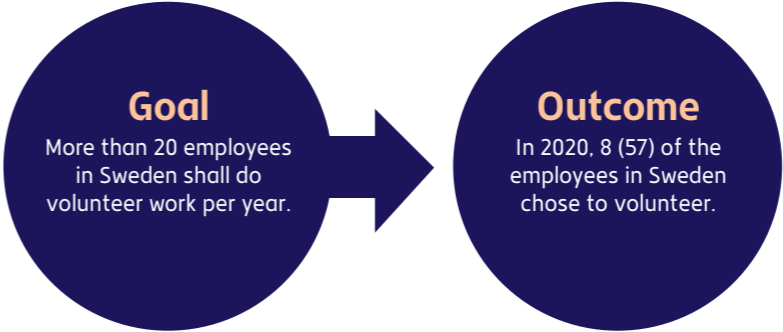 Goal
More than 20 employees
in Sweden shall do
volunteer work per year.
Outcome
In 2020, 8 (57) of the
employees in Sweden
chose to volunteer.